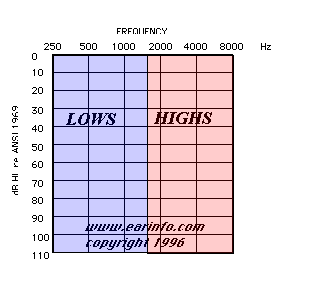 FREQUENCY
250 500 1000 2000 4000 8000 Hz
0
10
20
30
LOWS HIGHS
40
50
60
70
80
90
www.earinfo.com
100
copyright 1996
110
dB HL re ANSI 1969